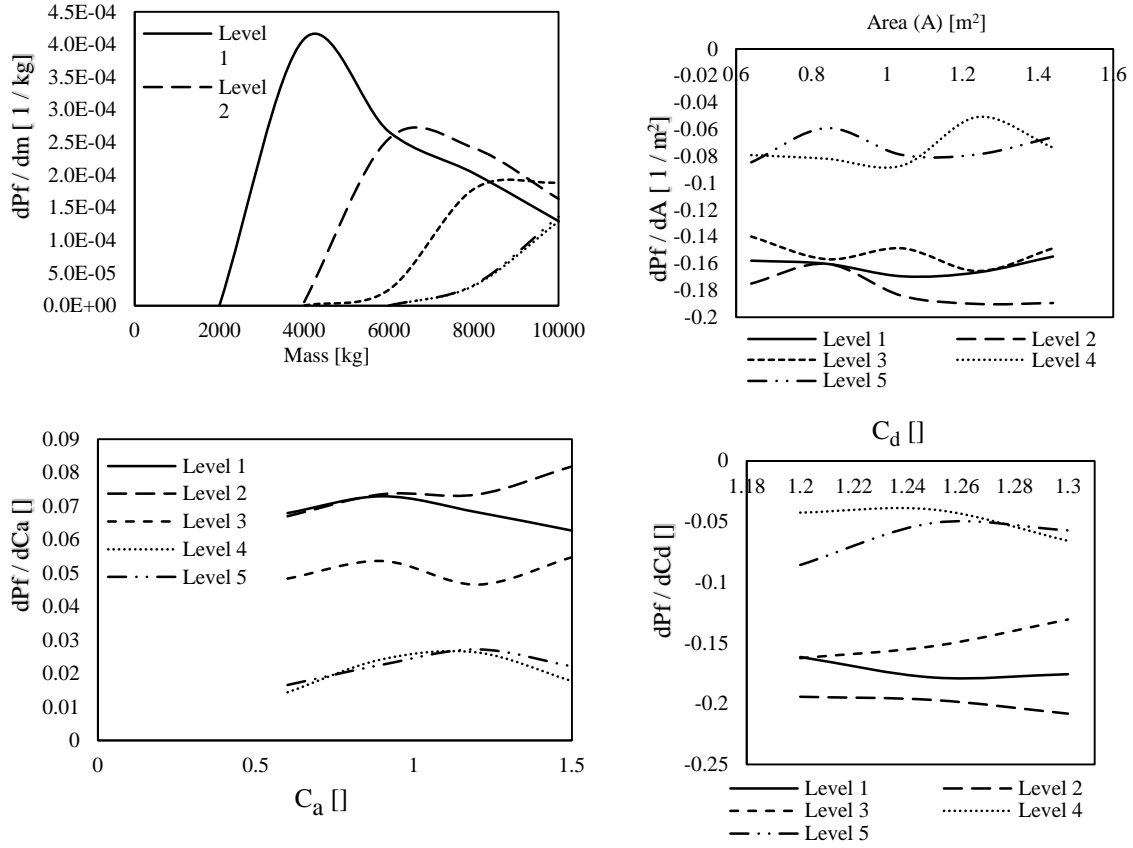 4.5E-04
4.0E-04
3.5E-04
3.0E-04
2.5E-04
2.0E-04
1.5E-04
1.0E-04
5.0E-05
0.0E+00
dPf / dm [ 1 / kg]
Level 1
Level 2
0 2000 4000 6000 8000 10000
Mass [kg]
Area (A) [m²]
0
-0.02
-0.04
-0.06
-0.08
-0.1
-0.12
-0.14
-0.16
-0.18
-0.2
0.6 0.8 1 1.2 1.4 1.6
dPf / dA [ 1 / m²]
Level 1 Level 2
Level 3 Level 4
Level 5
0.09
0.08
0.07
0.06
0.05
0.04
0.03
0.02
0.01
0
dPf / dCa []
Level 1
Level 2
Level 3
Level 4
Level 5
0 0.5 1 1.5
Cₐ []
C_d []
0
-0.05
-0.1
-0.15
-0.2
-0.25
1.18 1.2 1.22 1.24 1.26 1.28 1.3
dPf / dCd []
Level 1 Level 2
Level 3 Level 4
Level 5